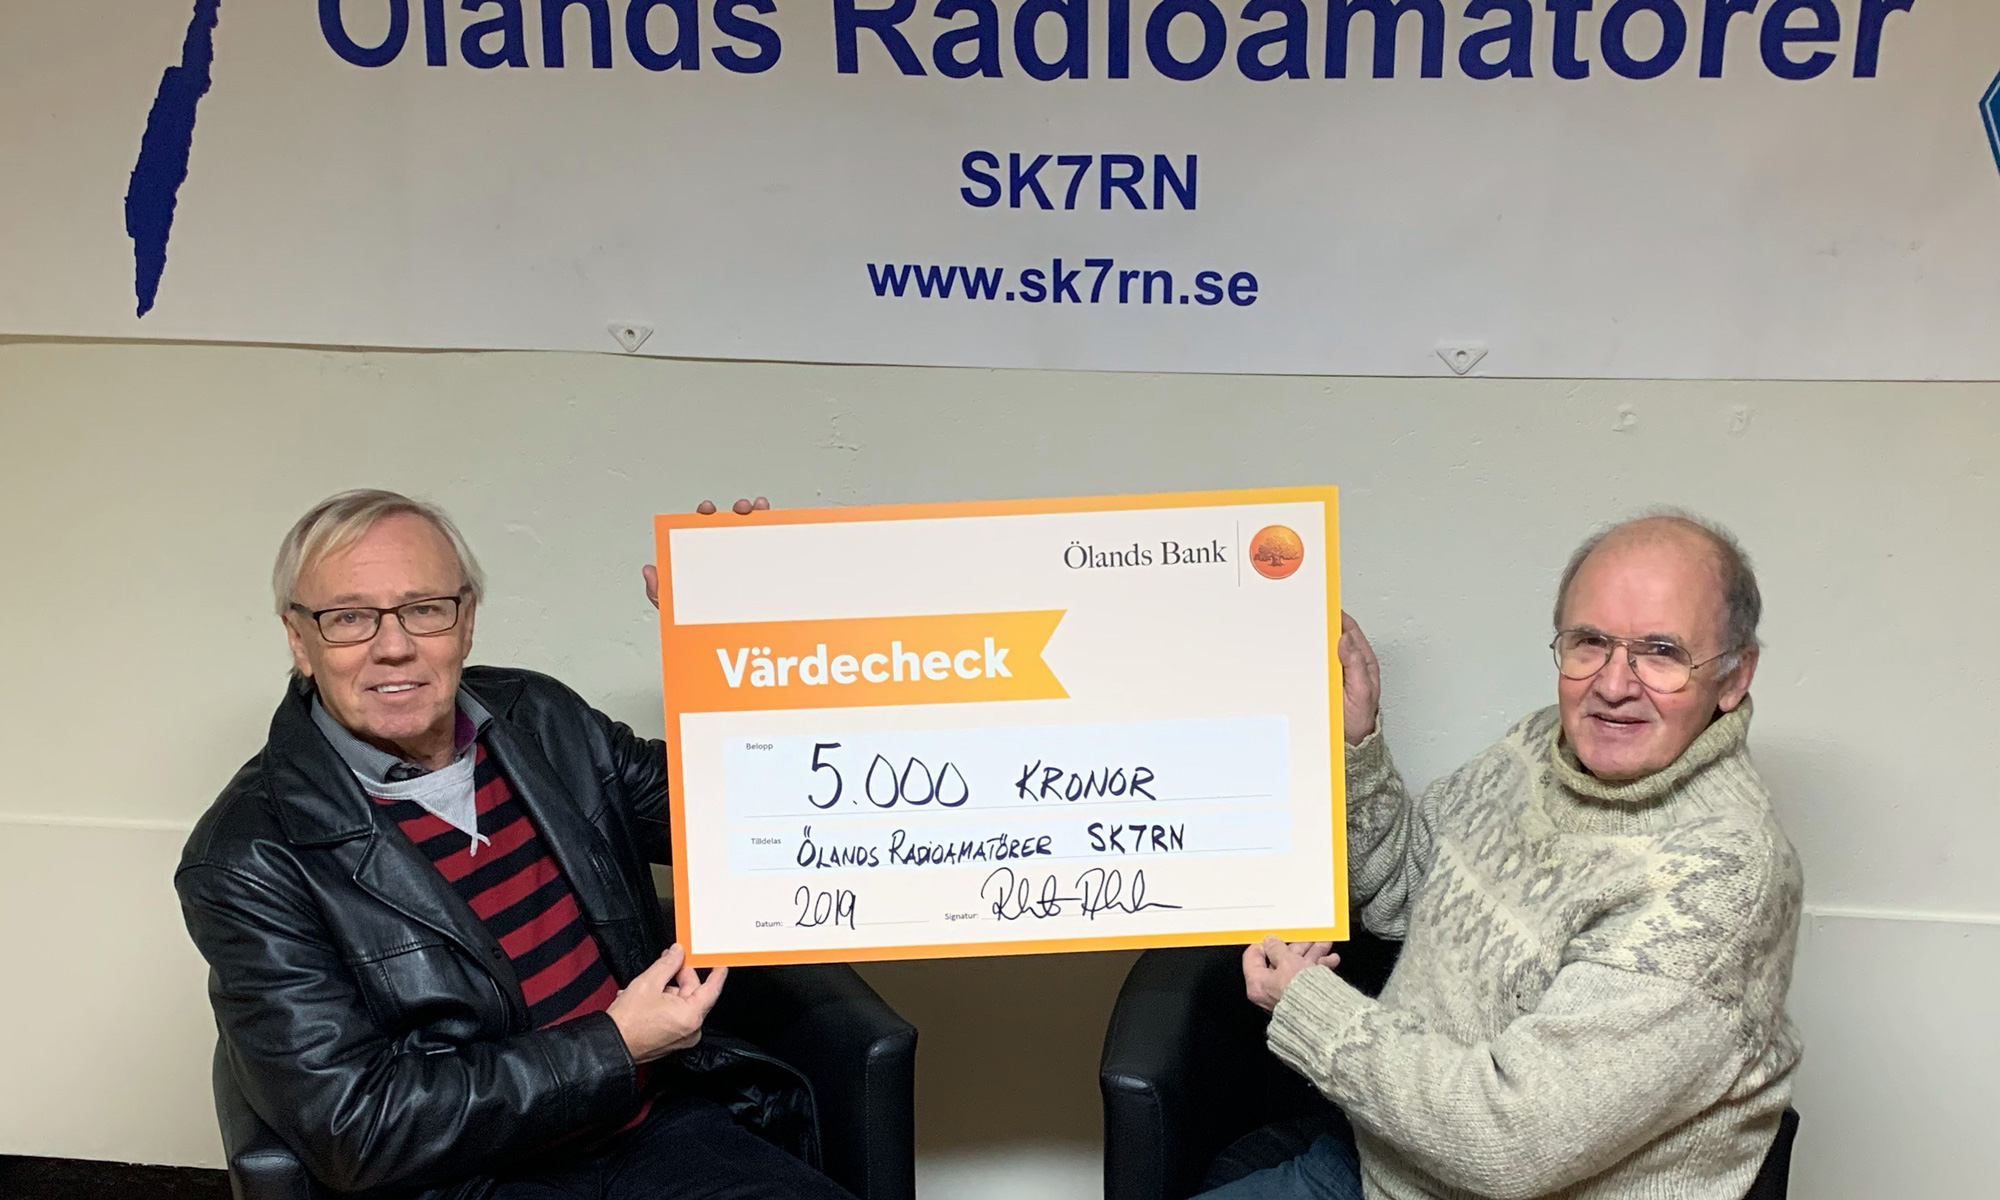 Ölands Radioamatörer
SK7RN
www.sk7rn.se
Ölands Bank
Värdecheck
Belopp 5.000 KRONOR
Tilldelas ÖLANDS RADIOAMATÖRER SK7RN
Datum: 2019 Signatur: